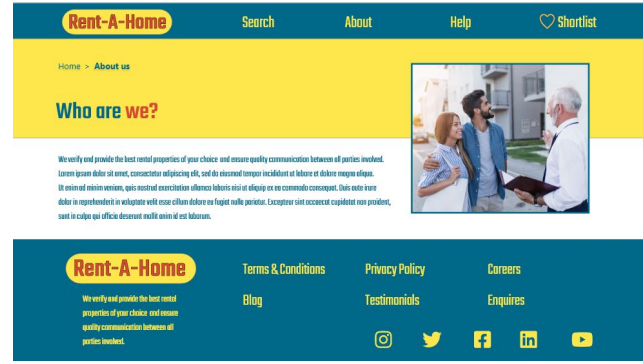 Rent-A-Home
Search
About
Help
Shortlist
Home > About us
Who are we?
We verify and provide the best rental properties of your choice and ensure quality communication between all parties involved.
Lorem ipsum dolor sit amet, consectetur adipiscing elit, sed do eiusmod tempor incididunt ut labore et dolore magna aliqua.
Ut enim ad minim veniam, quis nostrud exercitation ullamco laboris nisi ut aliquip ex ea commodo consequat. Duis aute irure
dolor in reprehenderit in voluptate velit esse cillum dolore eu fugiat nulla pariatur. Excepteur sint occaecat cupidatat non proident,
sunt in culpa qui officia deserunt mollit anim id est laborum.
Rent-A-Home
We verify and provide the best rental
properties of your choice and ensure
quality communication between all
parties involved.
Terms & Conditions
Privacy Policy
Careers
Blog
Testimonials
Enquires